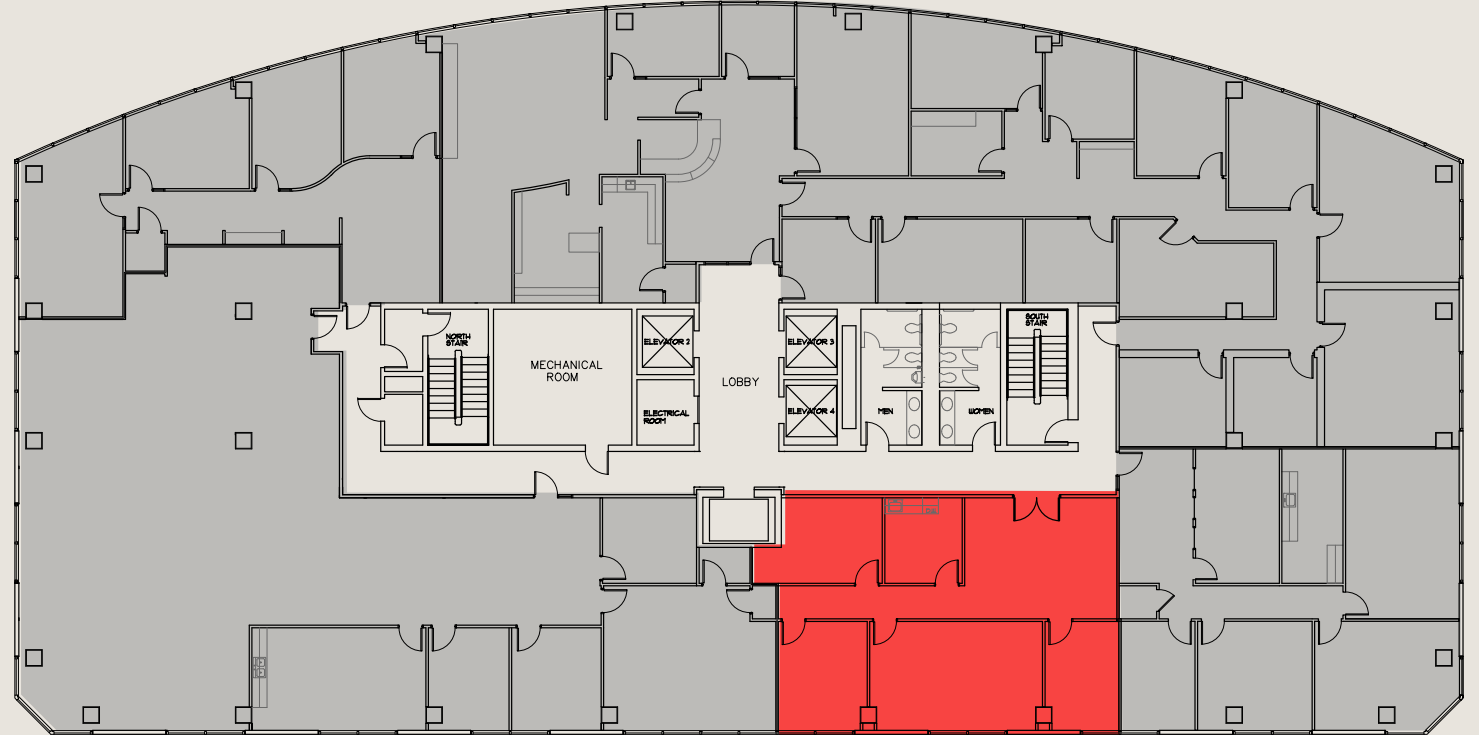 NORTH
STAIR
MECHANICAL
ROOM
ELEVATOR 2
ELECTRICAL
ROOM
LOBBY
ELEVATOR 3
ELEVATOR 4
MEN
WOMEN
SOUTH
STAIR